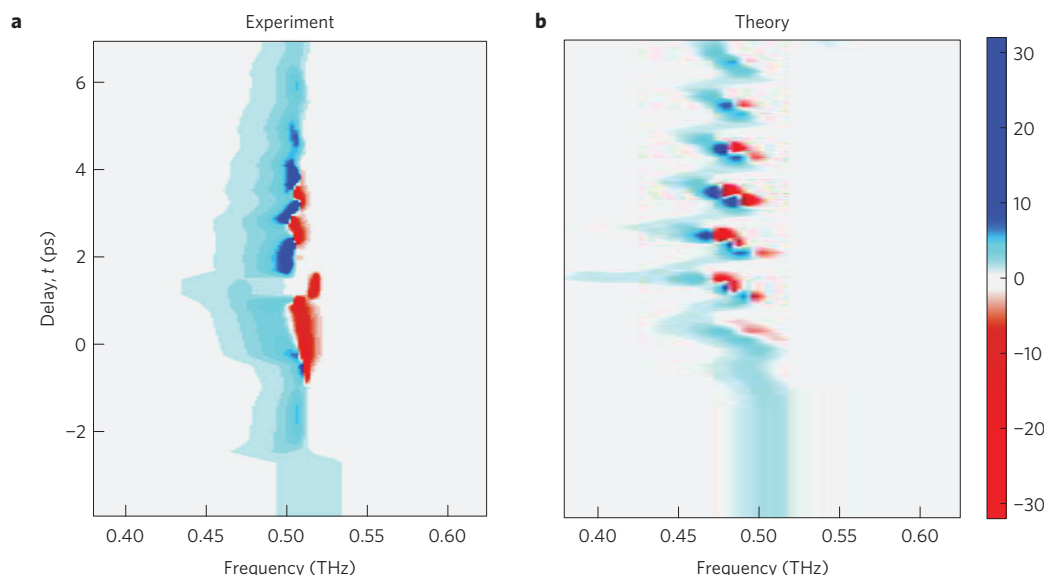 a Experiment
b Theory
6
4
2
0
−2
Delay, t (ps)
0.40 0.45 0.50 0.55 0.60
Frequency (THz)
0.40 0.45 0.50 0.55 0.60
Frequency (THz)
30
20
10
0
−10
−20
−30